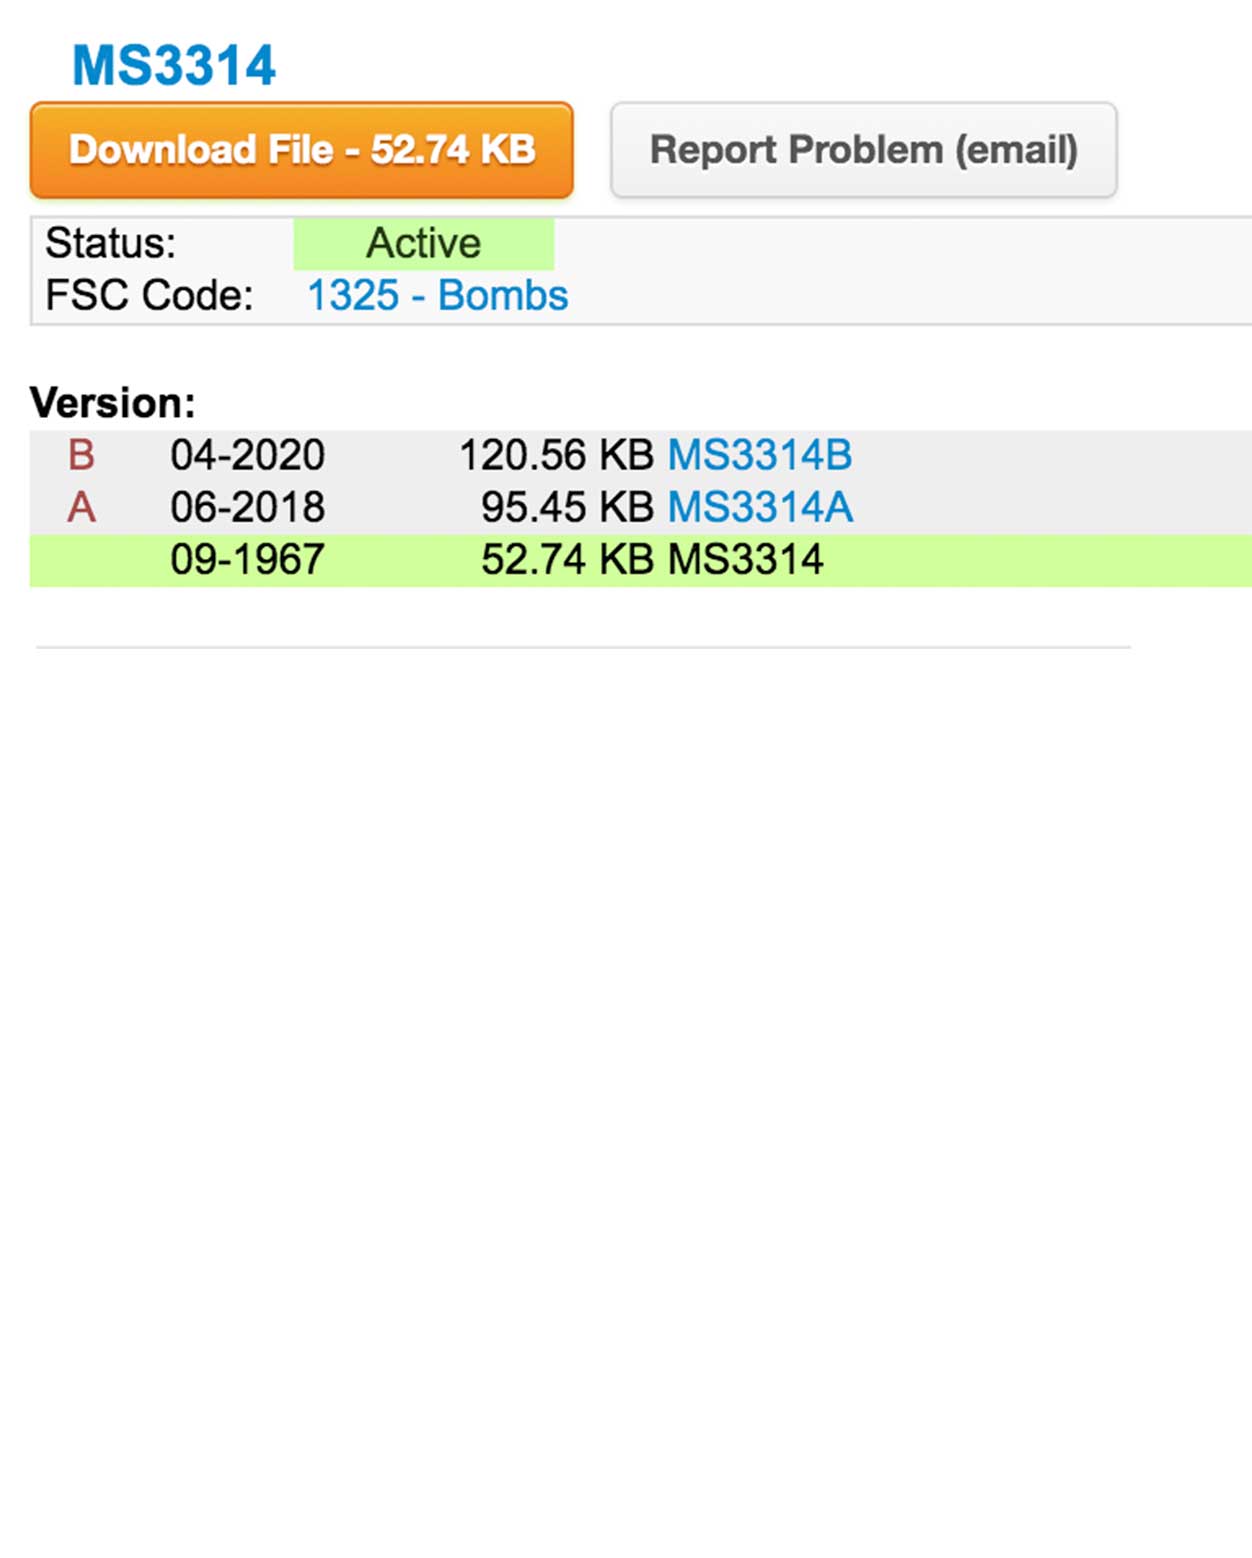 MS3314
Download File - 52.74 KB Report Problem (email)
Status: Active
FSC Code: 1325 - Bombs
Version:
B 04-2020 120.56 KB MS3314B
A 06-2018 95.45 KB MS3314A
09-1967 52.74 KB MS3314